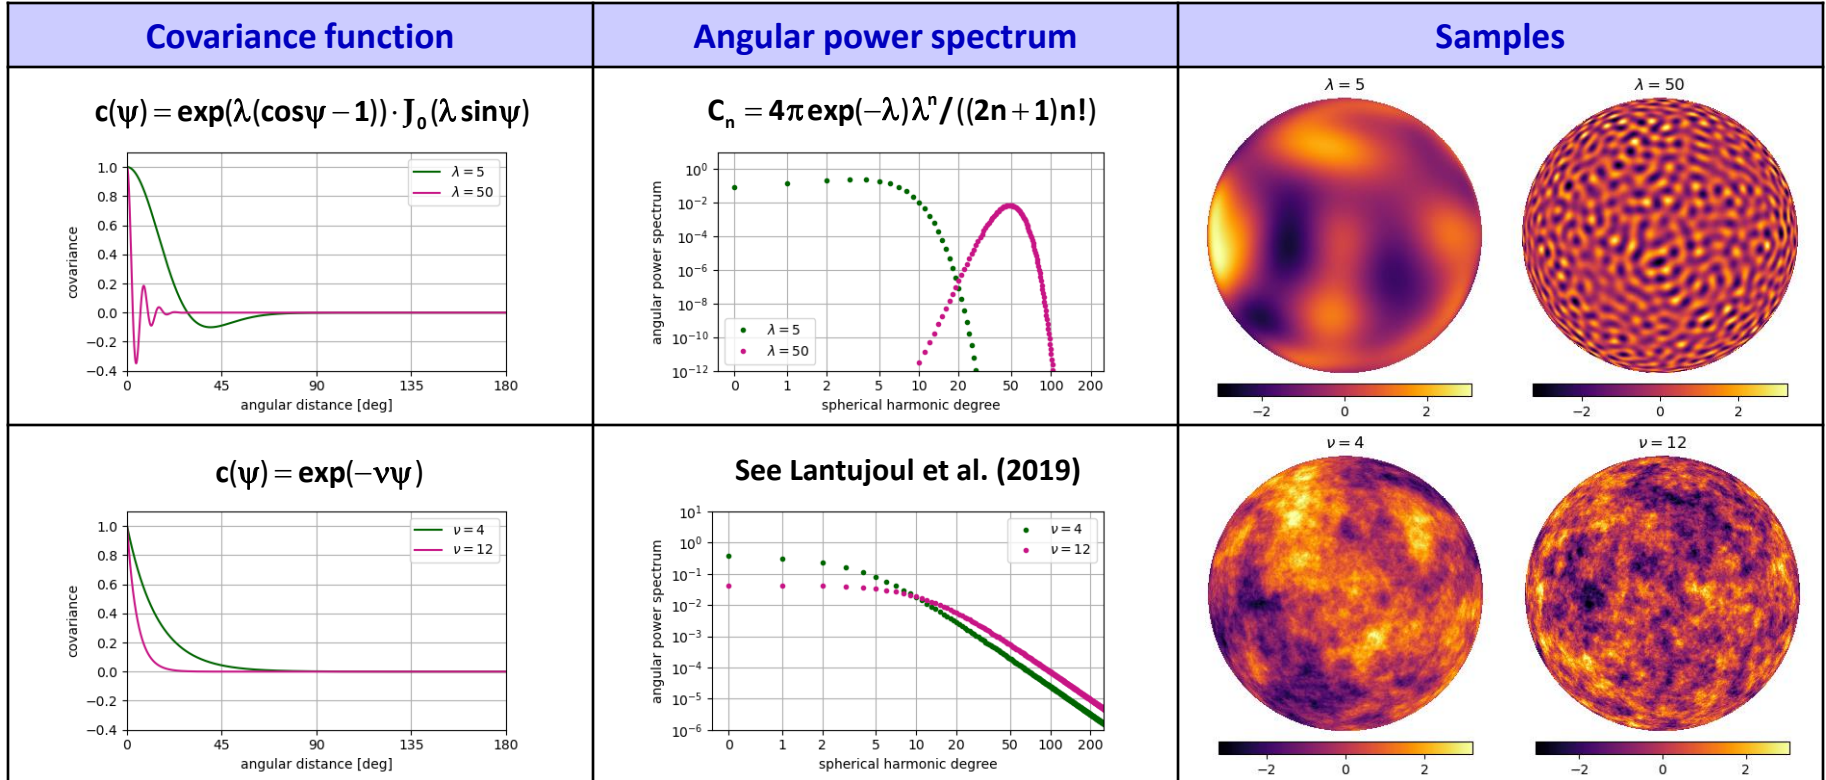 Covariance function
Angular power spectrum
Samples
c(ψ) = exp(λ(cosψ − 1)) · J₀(λ sinψ)
1.0
0.8
0.6
0.4
0.2
0.0
−0.2
−0.4
covariance
λ = 5
λ = 50
0 45 90 135 180
angular distance [deg]
Cₙ = 4π exp(−λ)λⁿ/((2n + 1)n!)
10⁰
10⁻²
10⁻⁴
10⁻⁶
10⁻⁸
10⁻¹⁰
10⁻¹²
angular power spectrum
λ = 5
λ = 50
0 1 2 5 10 20 50 100 200
spherical harmonic degree
λ = 5
−2 0 2
λ = 50
−2 0 2
c(ψ) = exp(−νψ)
1.0
0.8
0.6
0.4
0.2
0.0
−0.2
−0.4
covariance
ν = 4
ν = 12
0 45 90 135 180
angular distance [deg]
See Lantujoul et al. (2019)
10¹
10⁰
10⁻¹
10⁻²
10⁻³
10⁻⁴
10⁻⁵
10⁻⁶
angular power spectrum
ν = 4
ν = 12
0 1 2 5 10 20 50 100 200
spherical harmonic degree
ν = 4
−2 0 2
ν = 12
−2 0 2